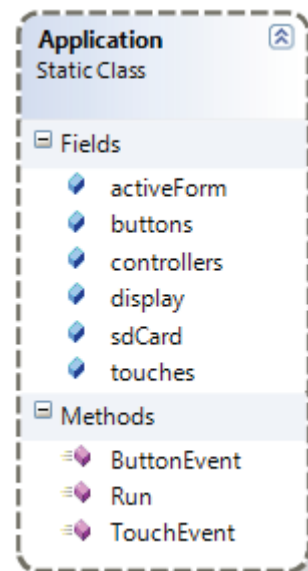 Application
Static Class
Fields
activeForm
buttons
controllers
display
sdCard
touches
Methods
ButtonEvent
Run
TouchEvent